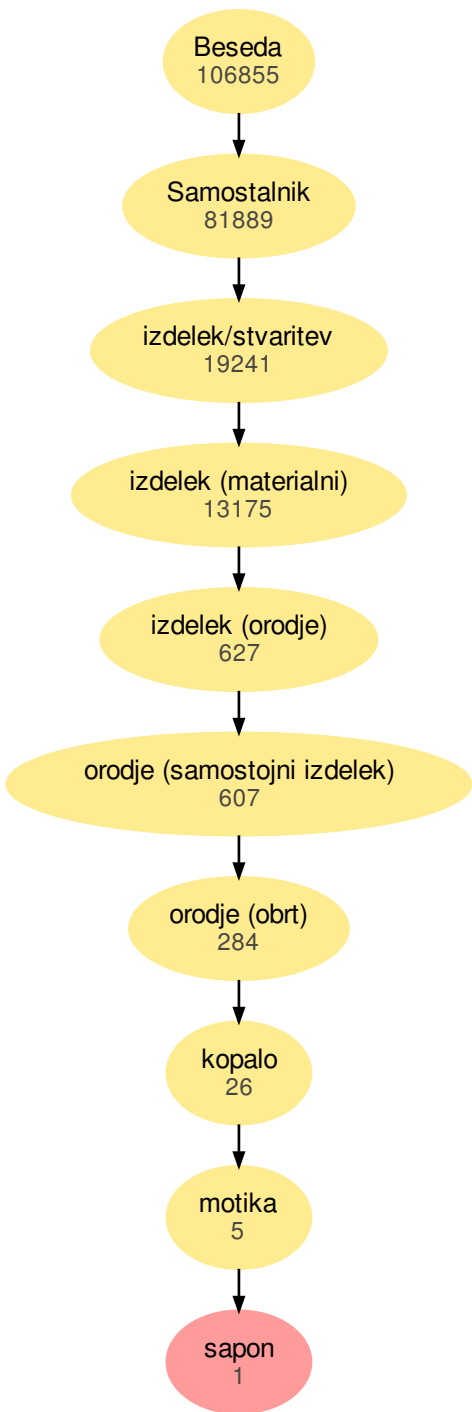 Beseda
106855
Samostalnik
81889
izdelek/stvaritev
19241
izdelek (materialni)
13175
izdelek (orodje)
627
orodje (samostojni izdelek)
607
orodje (obrt)
284
kopalo
26
motika
5
sapon
1